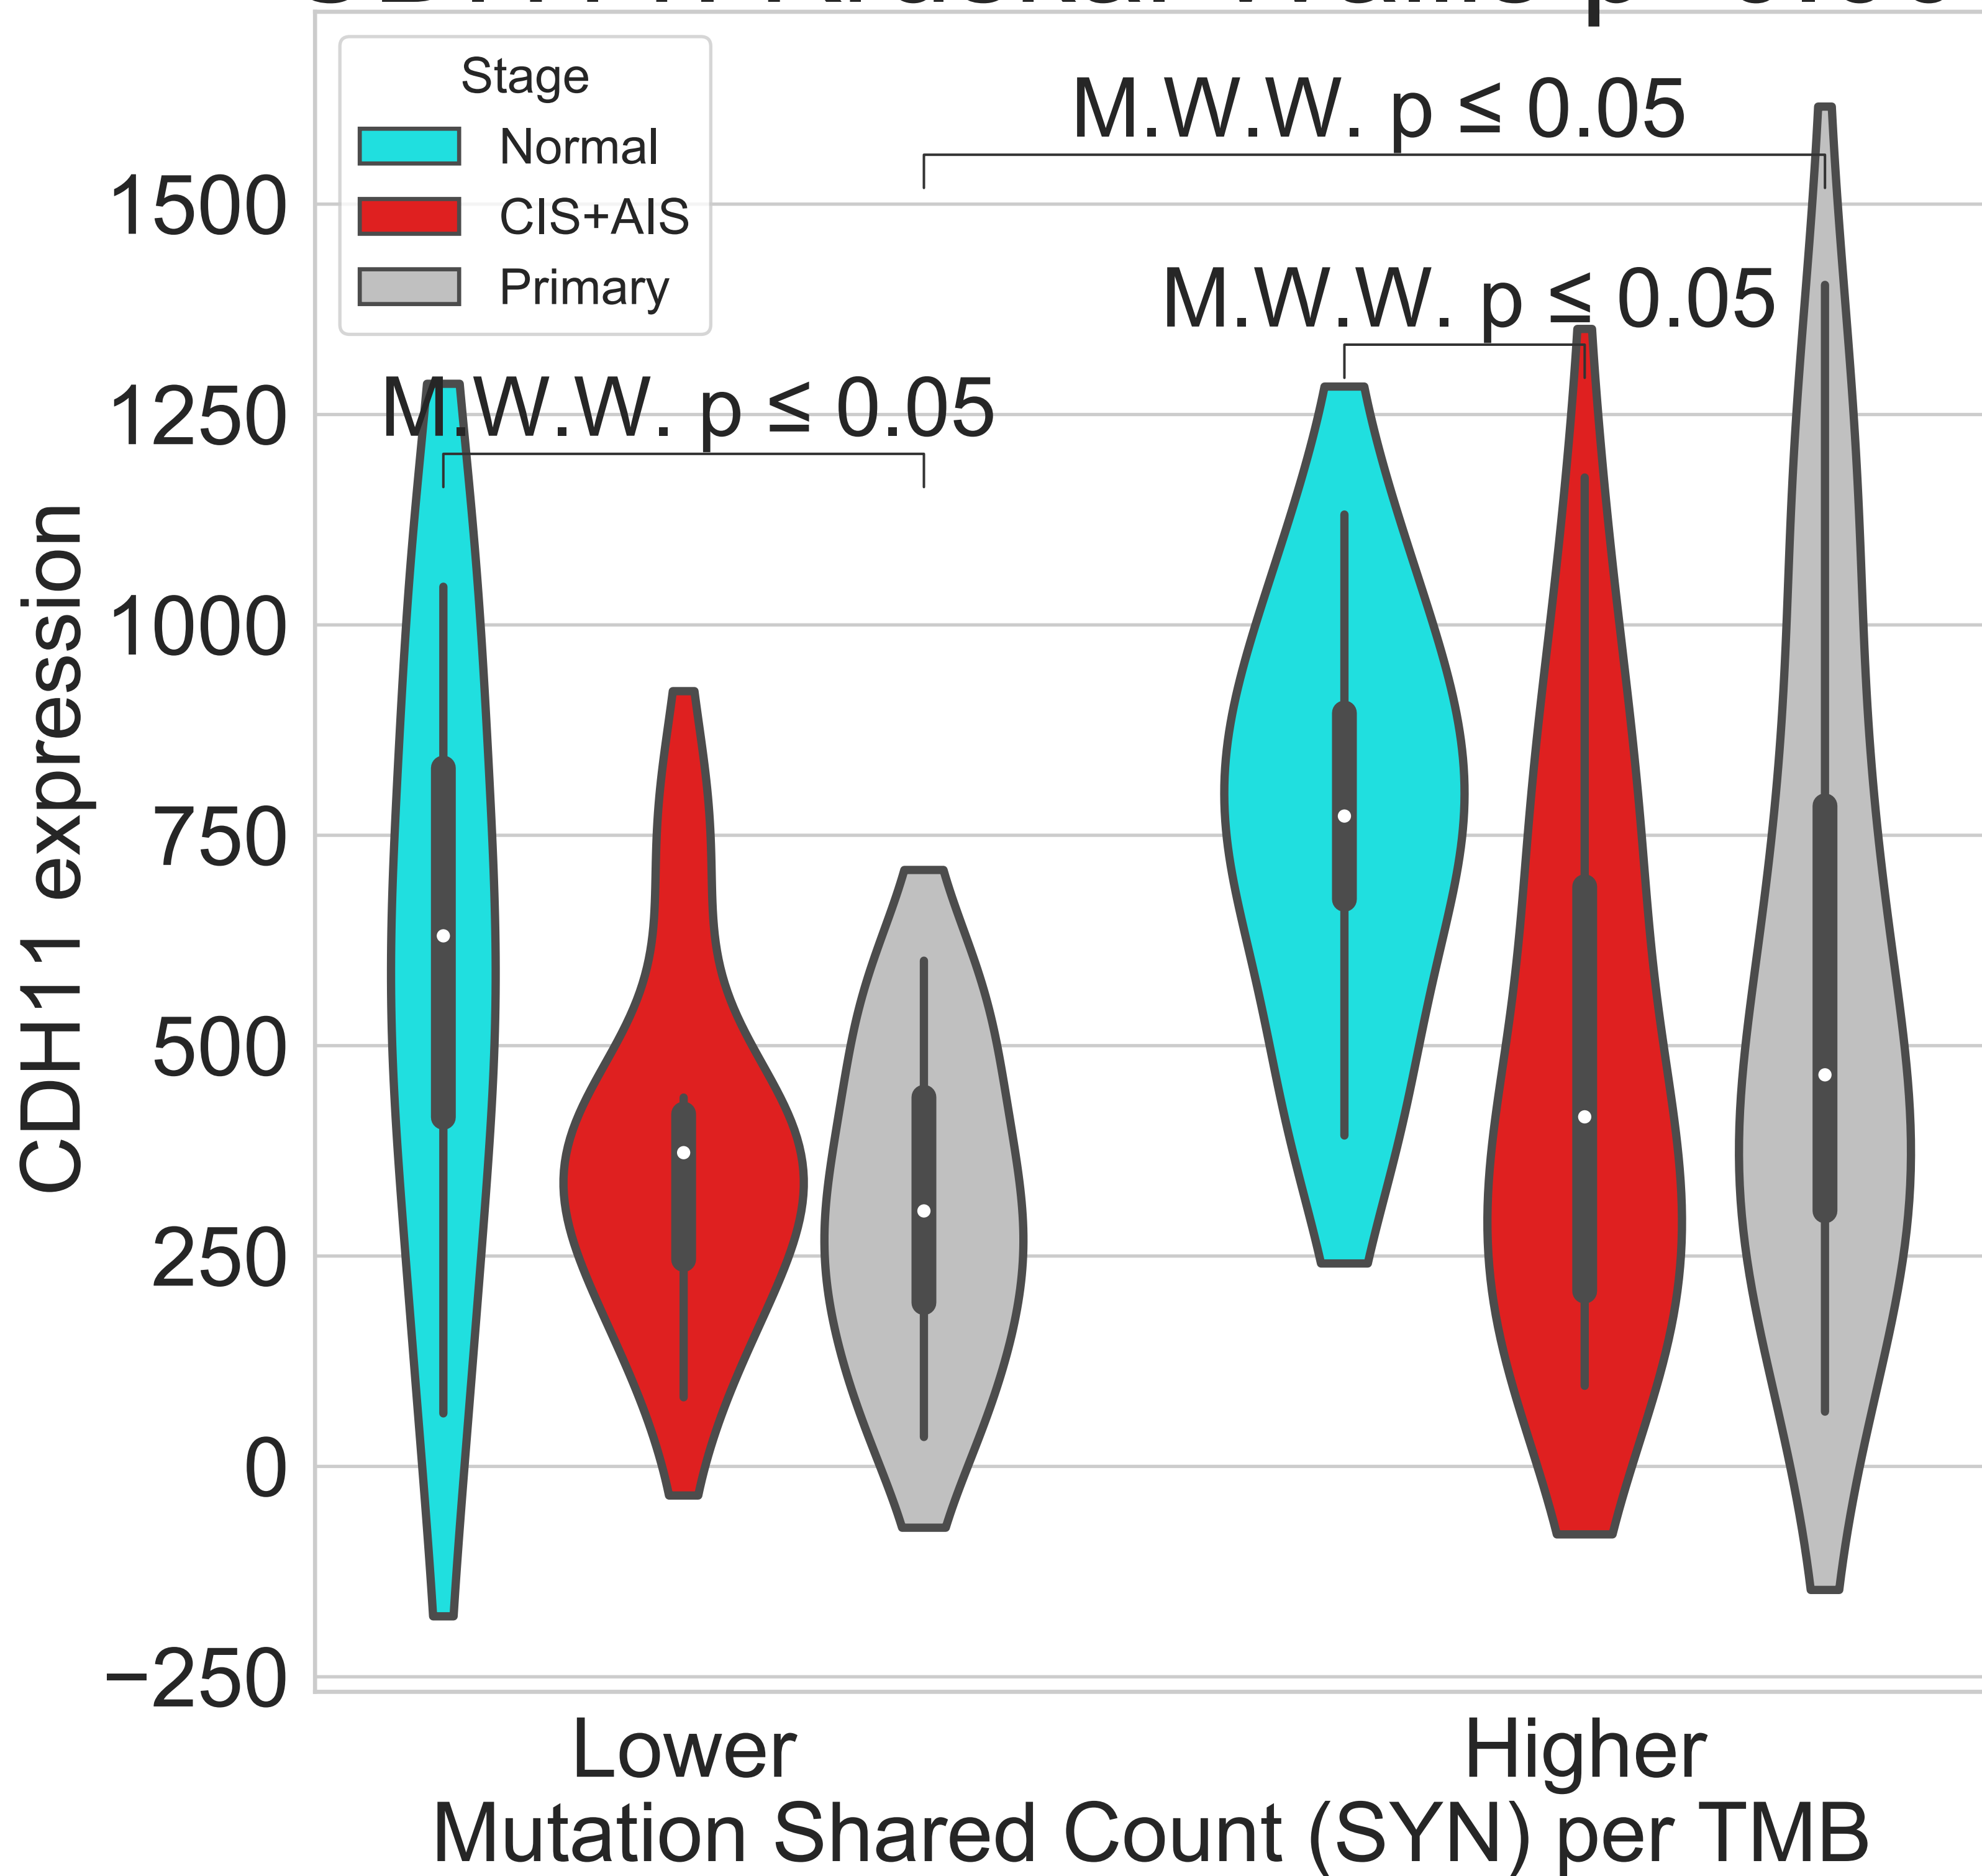 Stage
Normal
CIS+AIS
Primary
M.W.W. p ≤ 0.05
M.W.W. p ≤ 0.05
M.W.W. p ≤ 0.05
1500
1250
1000
750
500
250
0
−250
CDH11 expression
Lower
Higher
Mutation Shared Count (SYN) per TMB